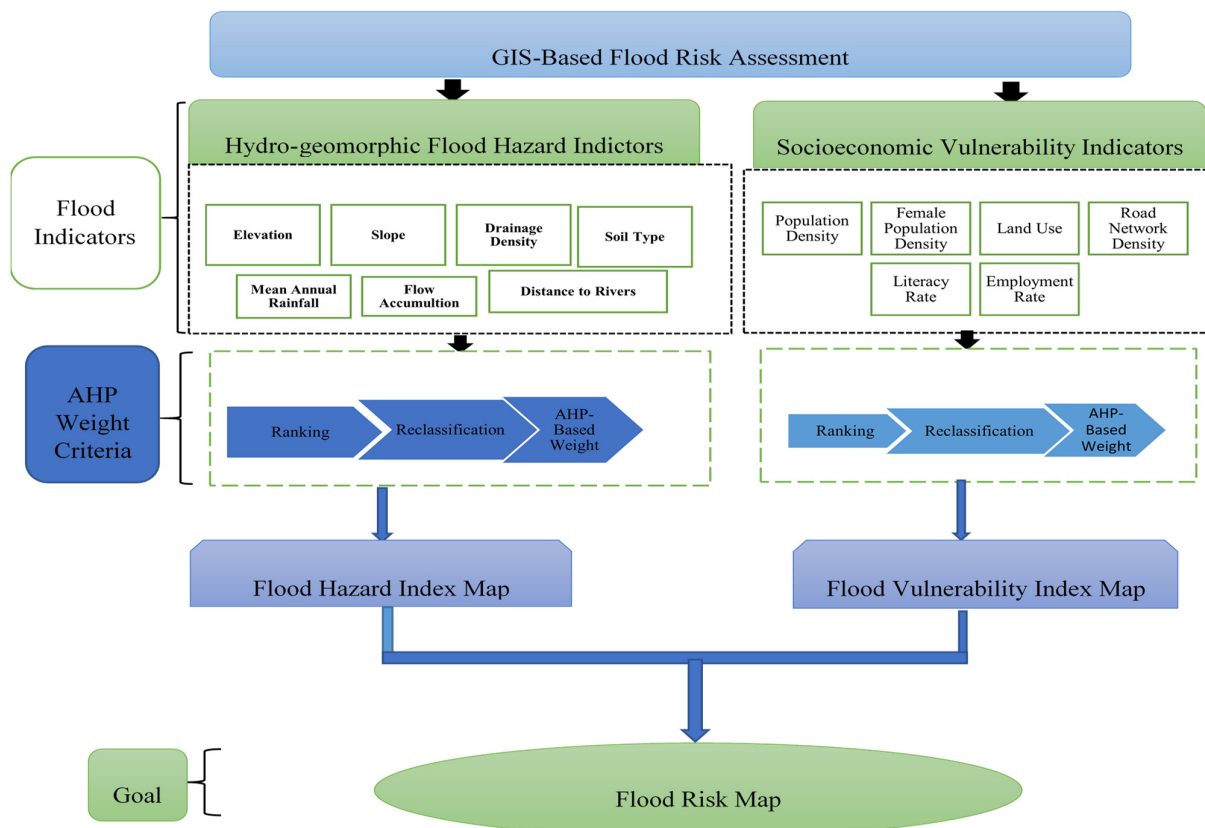 GIS-Based Flood Risk Assessment
Hydro-geomorphic Flood Hazard Indictors
Socioeconomic Vulnerability Indicators
Flood
Indicators
Elevation
Slope
Drainage
Density
Soil Type
Mean Annual
Rainfall
Flow
Accumultion
Distance to Rivers
Population
Density
Female
Population
Density
Land Use
Road
Network
Density
Literacy
Rate
Employment
Rate
AHP
Weight
Criteria
Ranking
Reclassification
AHP-
Based
Weight
Ranking
Reclassification
AHP-
Based
Weight
Flood Hazard Index Map
Flood Vulnerability Index Map
Goal
Flood Risk Map